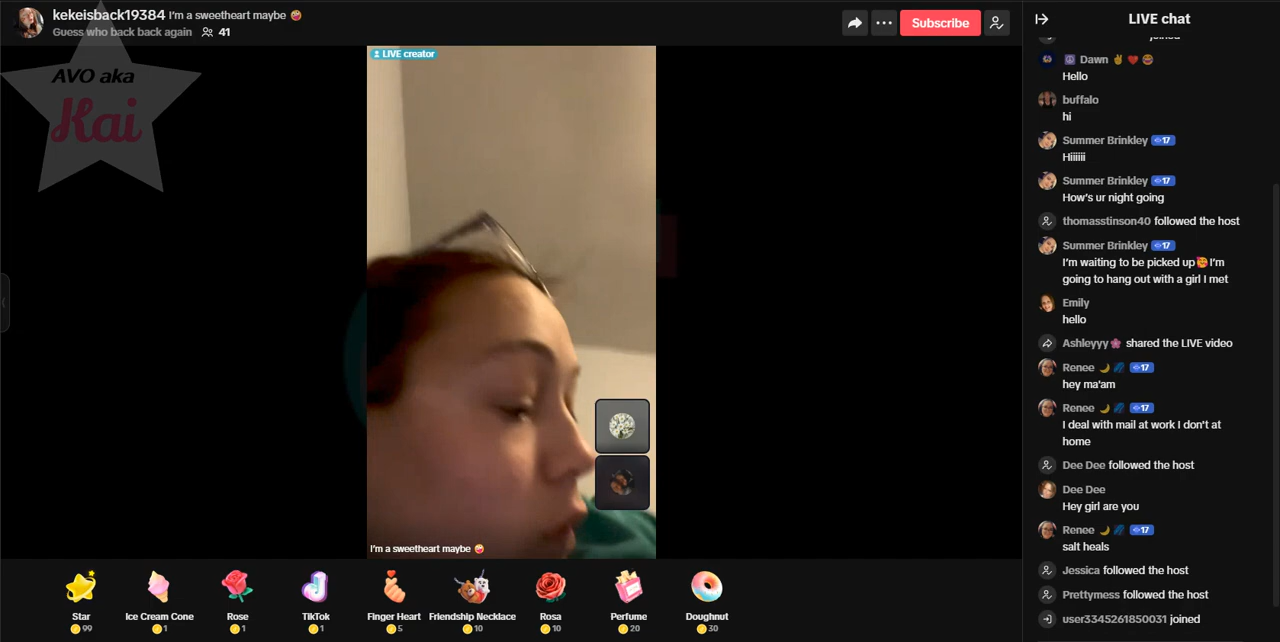 kekeisback19384 I'm a sweetheart maybe 🤪
Guess who back back again 41
Subscribe
AVO aka
Kai
LIVE creator
I'm a sweetheart maybe 🤪
Star
99
Ice Cream Cone
1
Rose
1
TikTok
1
Finger Heart
5
Friendship Necklace
10
Rosa
10
Perfume
20
Doughnut
30
LIVE chat
joined
Dawn ✌️❤️😂
Hello
buffalo
hi
Summer Brinkley 17
Hiiiiii
Summer Brinkley 17
How's ur night going
thomasstinson40 followed the host
Summer Brinkley 17
I'm waiting to be picked up🥰I'm
going to hang out with a girl I met
Emily
hello
Ashleyyy🌸 shared the LIVE video
Renee 🌙 17
hey ma'am
Renee 🌙 17
I deal with mail at work I don't at
home
Dee Dee followed the host
Dee Dee
Hey girl are you
Renee 🌙 17
salt heals
Jessica followed the host
Prettymess followed the host
user3345261850031 joined